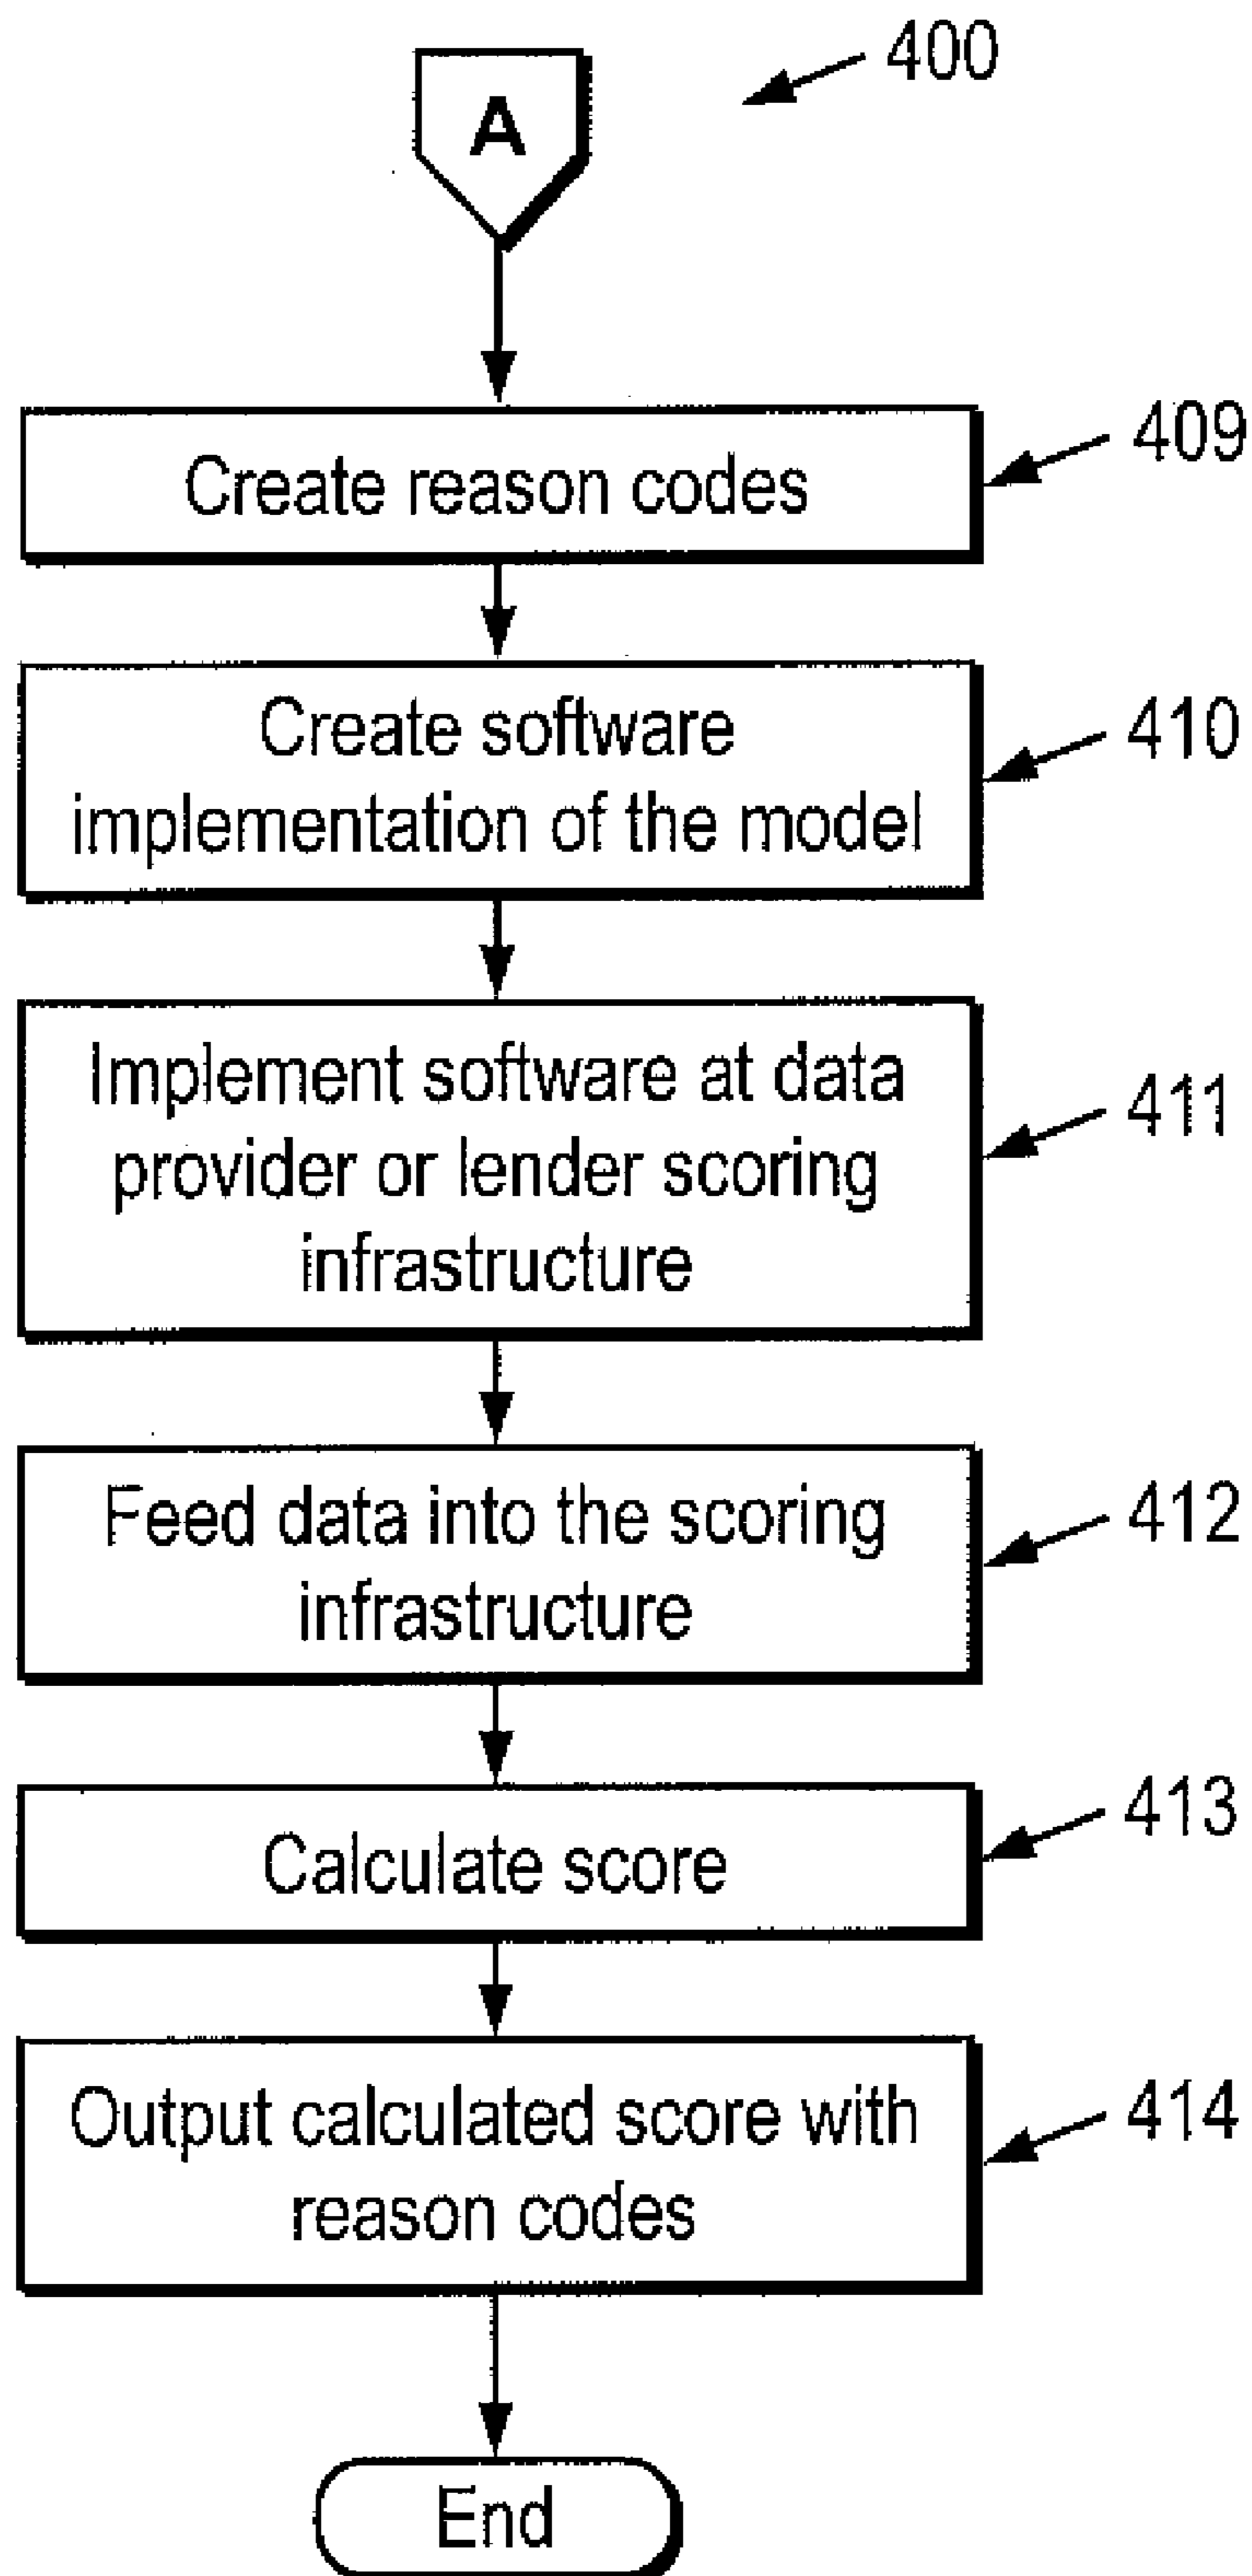 400
A
Create reason codes
409
Create software
implementation of the model
410
Implement software at data
provider or lender scoring
infrastructure
411
Feed data into the scoring
infrastructure
412
Calculate score
413
Output calculated score with
reason codes
414
End